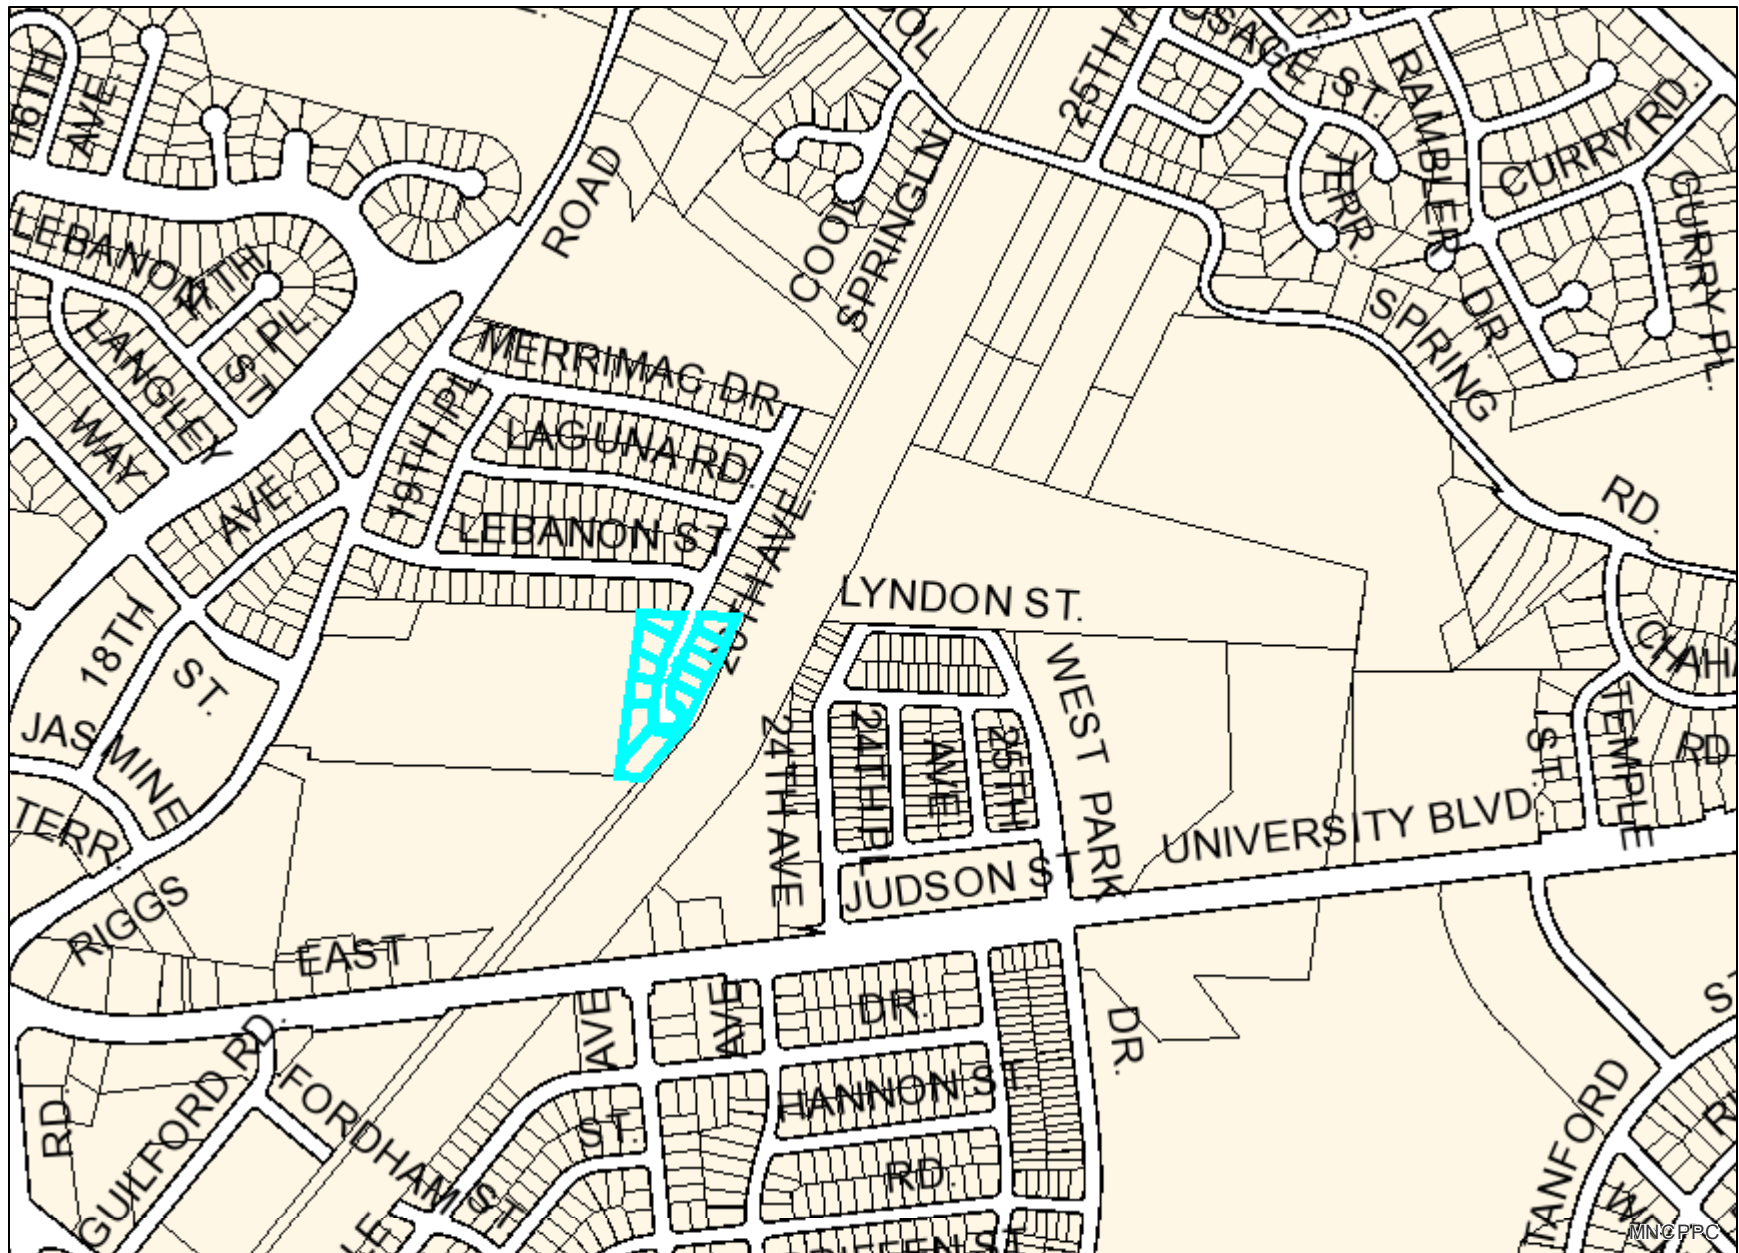 16TH
AVE.
ROAD
COOL
SPRINGLN
25TH A
OSAGE ST.
TERR.
RAMBLER
DR.
CURRY RD.
CURRY PL.
SPRING
RD.
LEBANON
ST
PL.
LANGLEY
WAY
MERRIMAC DR
LAGUNA RD.
19TH PL
LEBANON ST
AVE
20TH AVE.
18TH
ST.
JASMINE
TERR.
RIGGS
LYNDON ST.
24TH AVE
24TH PL
AVE
25TH
WEST PARK
JUDSON ST
UNIVERSITY BLVD.
ST.
TEMPLE
CHAHA
RD
EAST
RD.
GUILFORD RD.
FORDHAM ST
AVE
AVE
DR.
HANNON ST.
ST.
RD.
DR.
STANFORD
MNCPPC